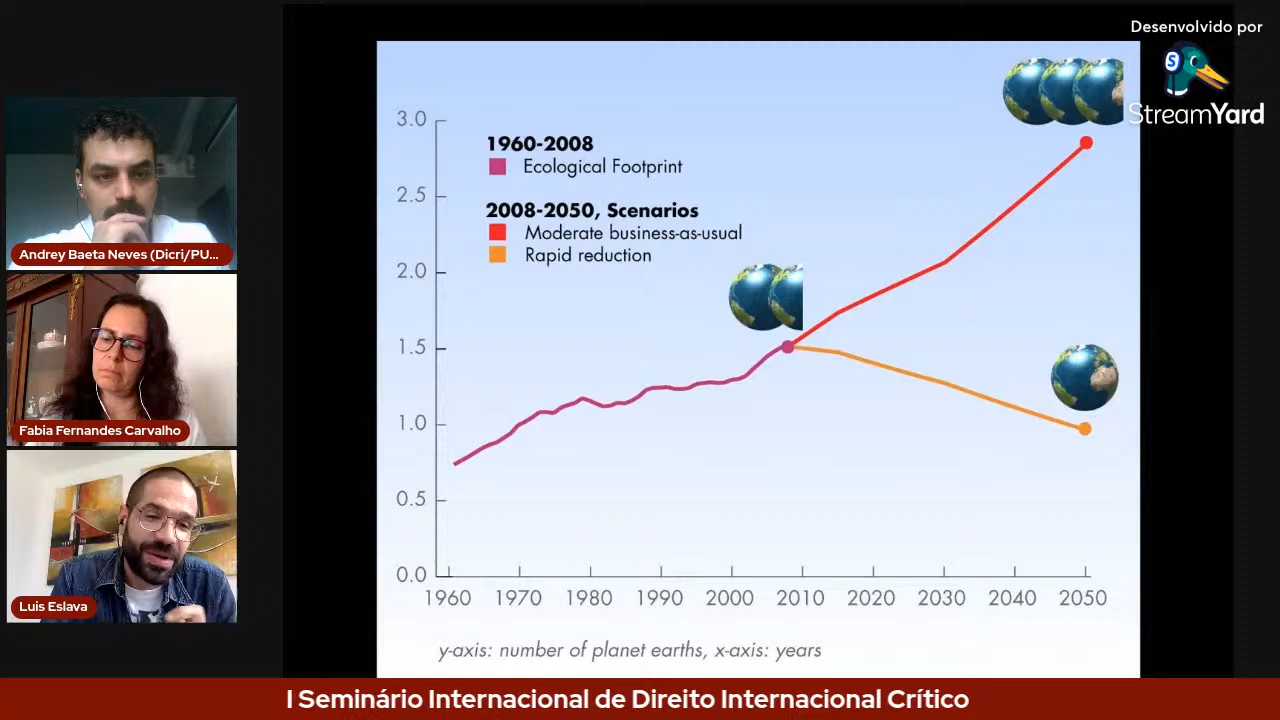 Desenvolvido por
S
StreamYard
Andrey Baeta Neves (Dicri/PU...
Fabia Fernandes Carvalho
Luis Eslava
3.0
2.5
2.0
1.5
1.0
0.5
0.0
1960-2008
Ecological Footprint
2008-2050, Scenarios
Moderate business-as-usual
Rapid reduction
1960 1970 1980 1990 2000 2010 2020 2030 2040 2050
y-axis: number of planet earths, x-axis: years
I Seminário Internacional de Direito Internacional Crítico